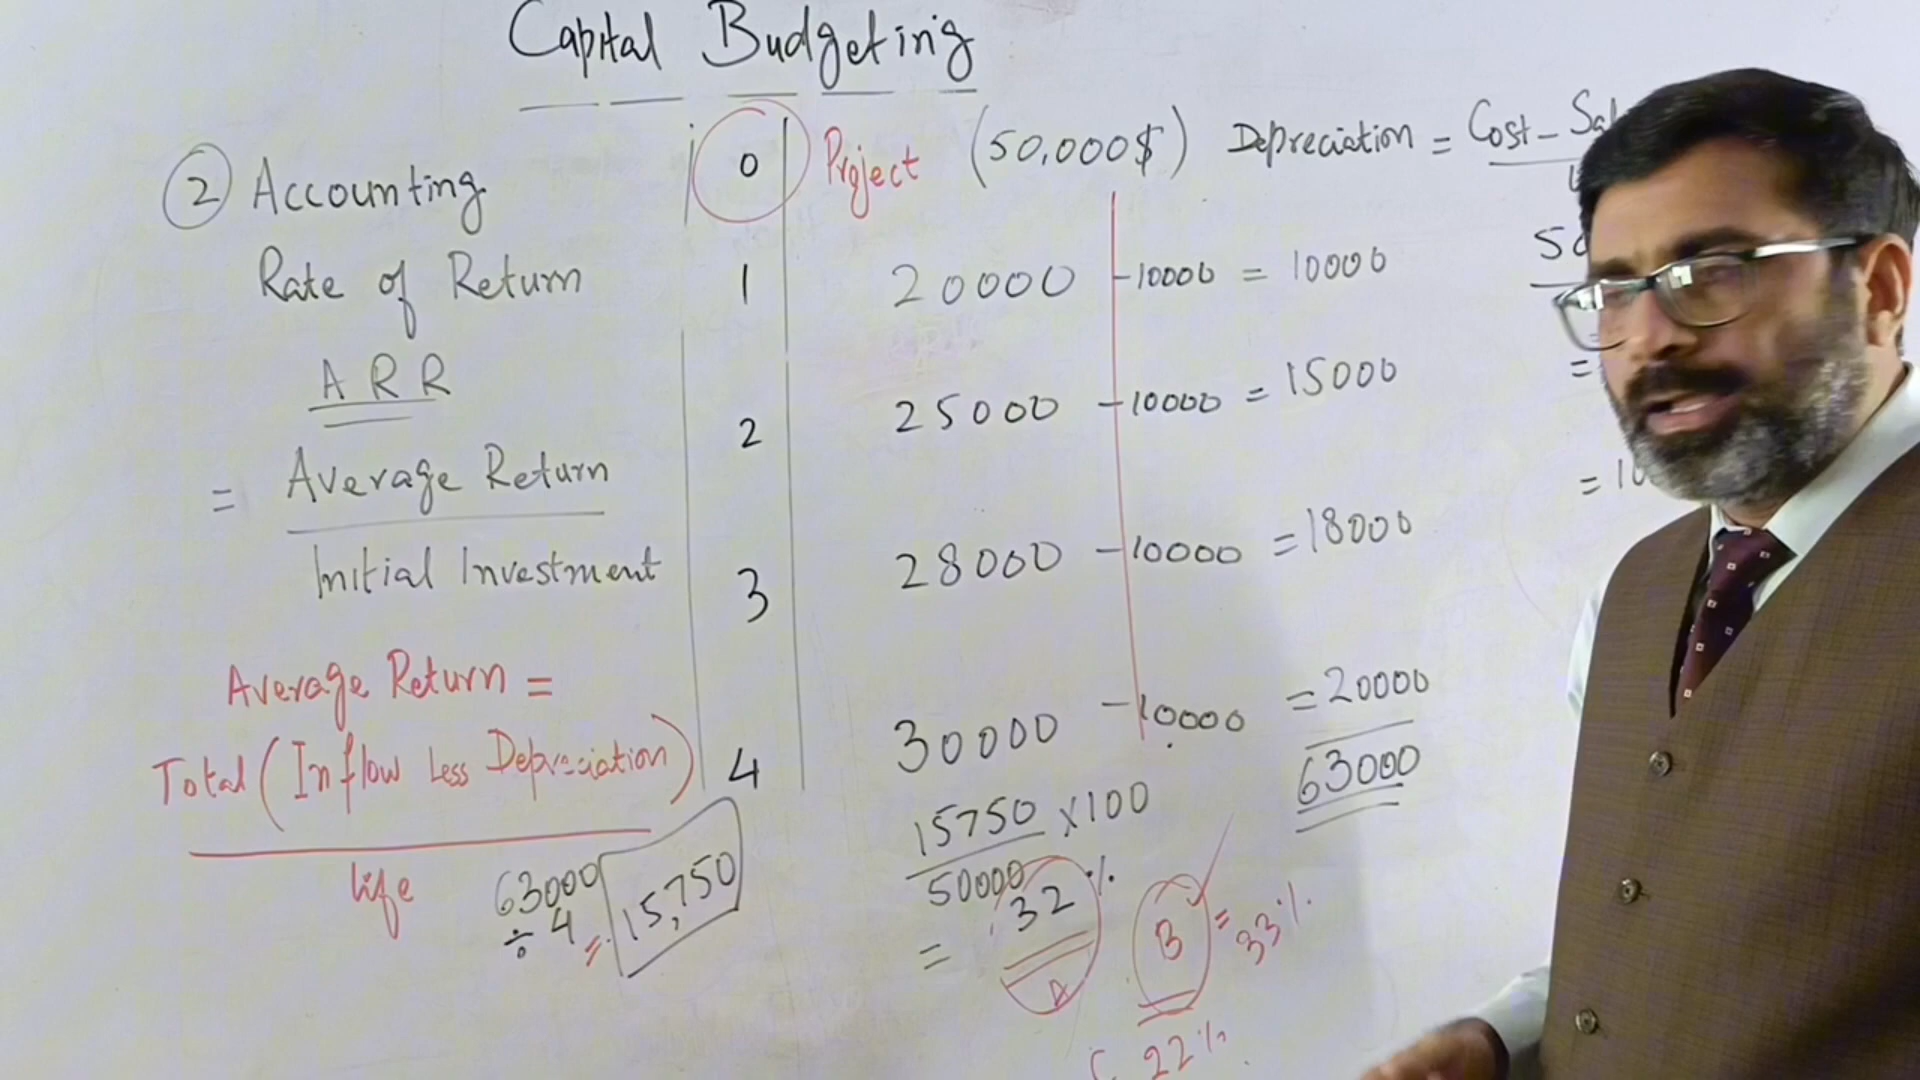 Capital Budgeting
② Accounting
Rate of Return
ARR
= Average Return
Initial Investment
Average Return =
Total (Inflow Less Depreciation)
life
63000
÷ 4 = 15,750
0 Project (50,000$) Depreciation = Cost -
1 20000 - 10000 = 10000
2 25000 - 10000 = 15000
3 28000 - 10000 = 18000
4 30000 - 10000 = 20000
63000
15750 x 100
50000
= 32%
B = 33%
C 22%